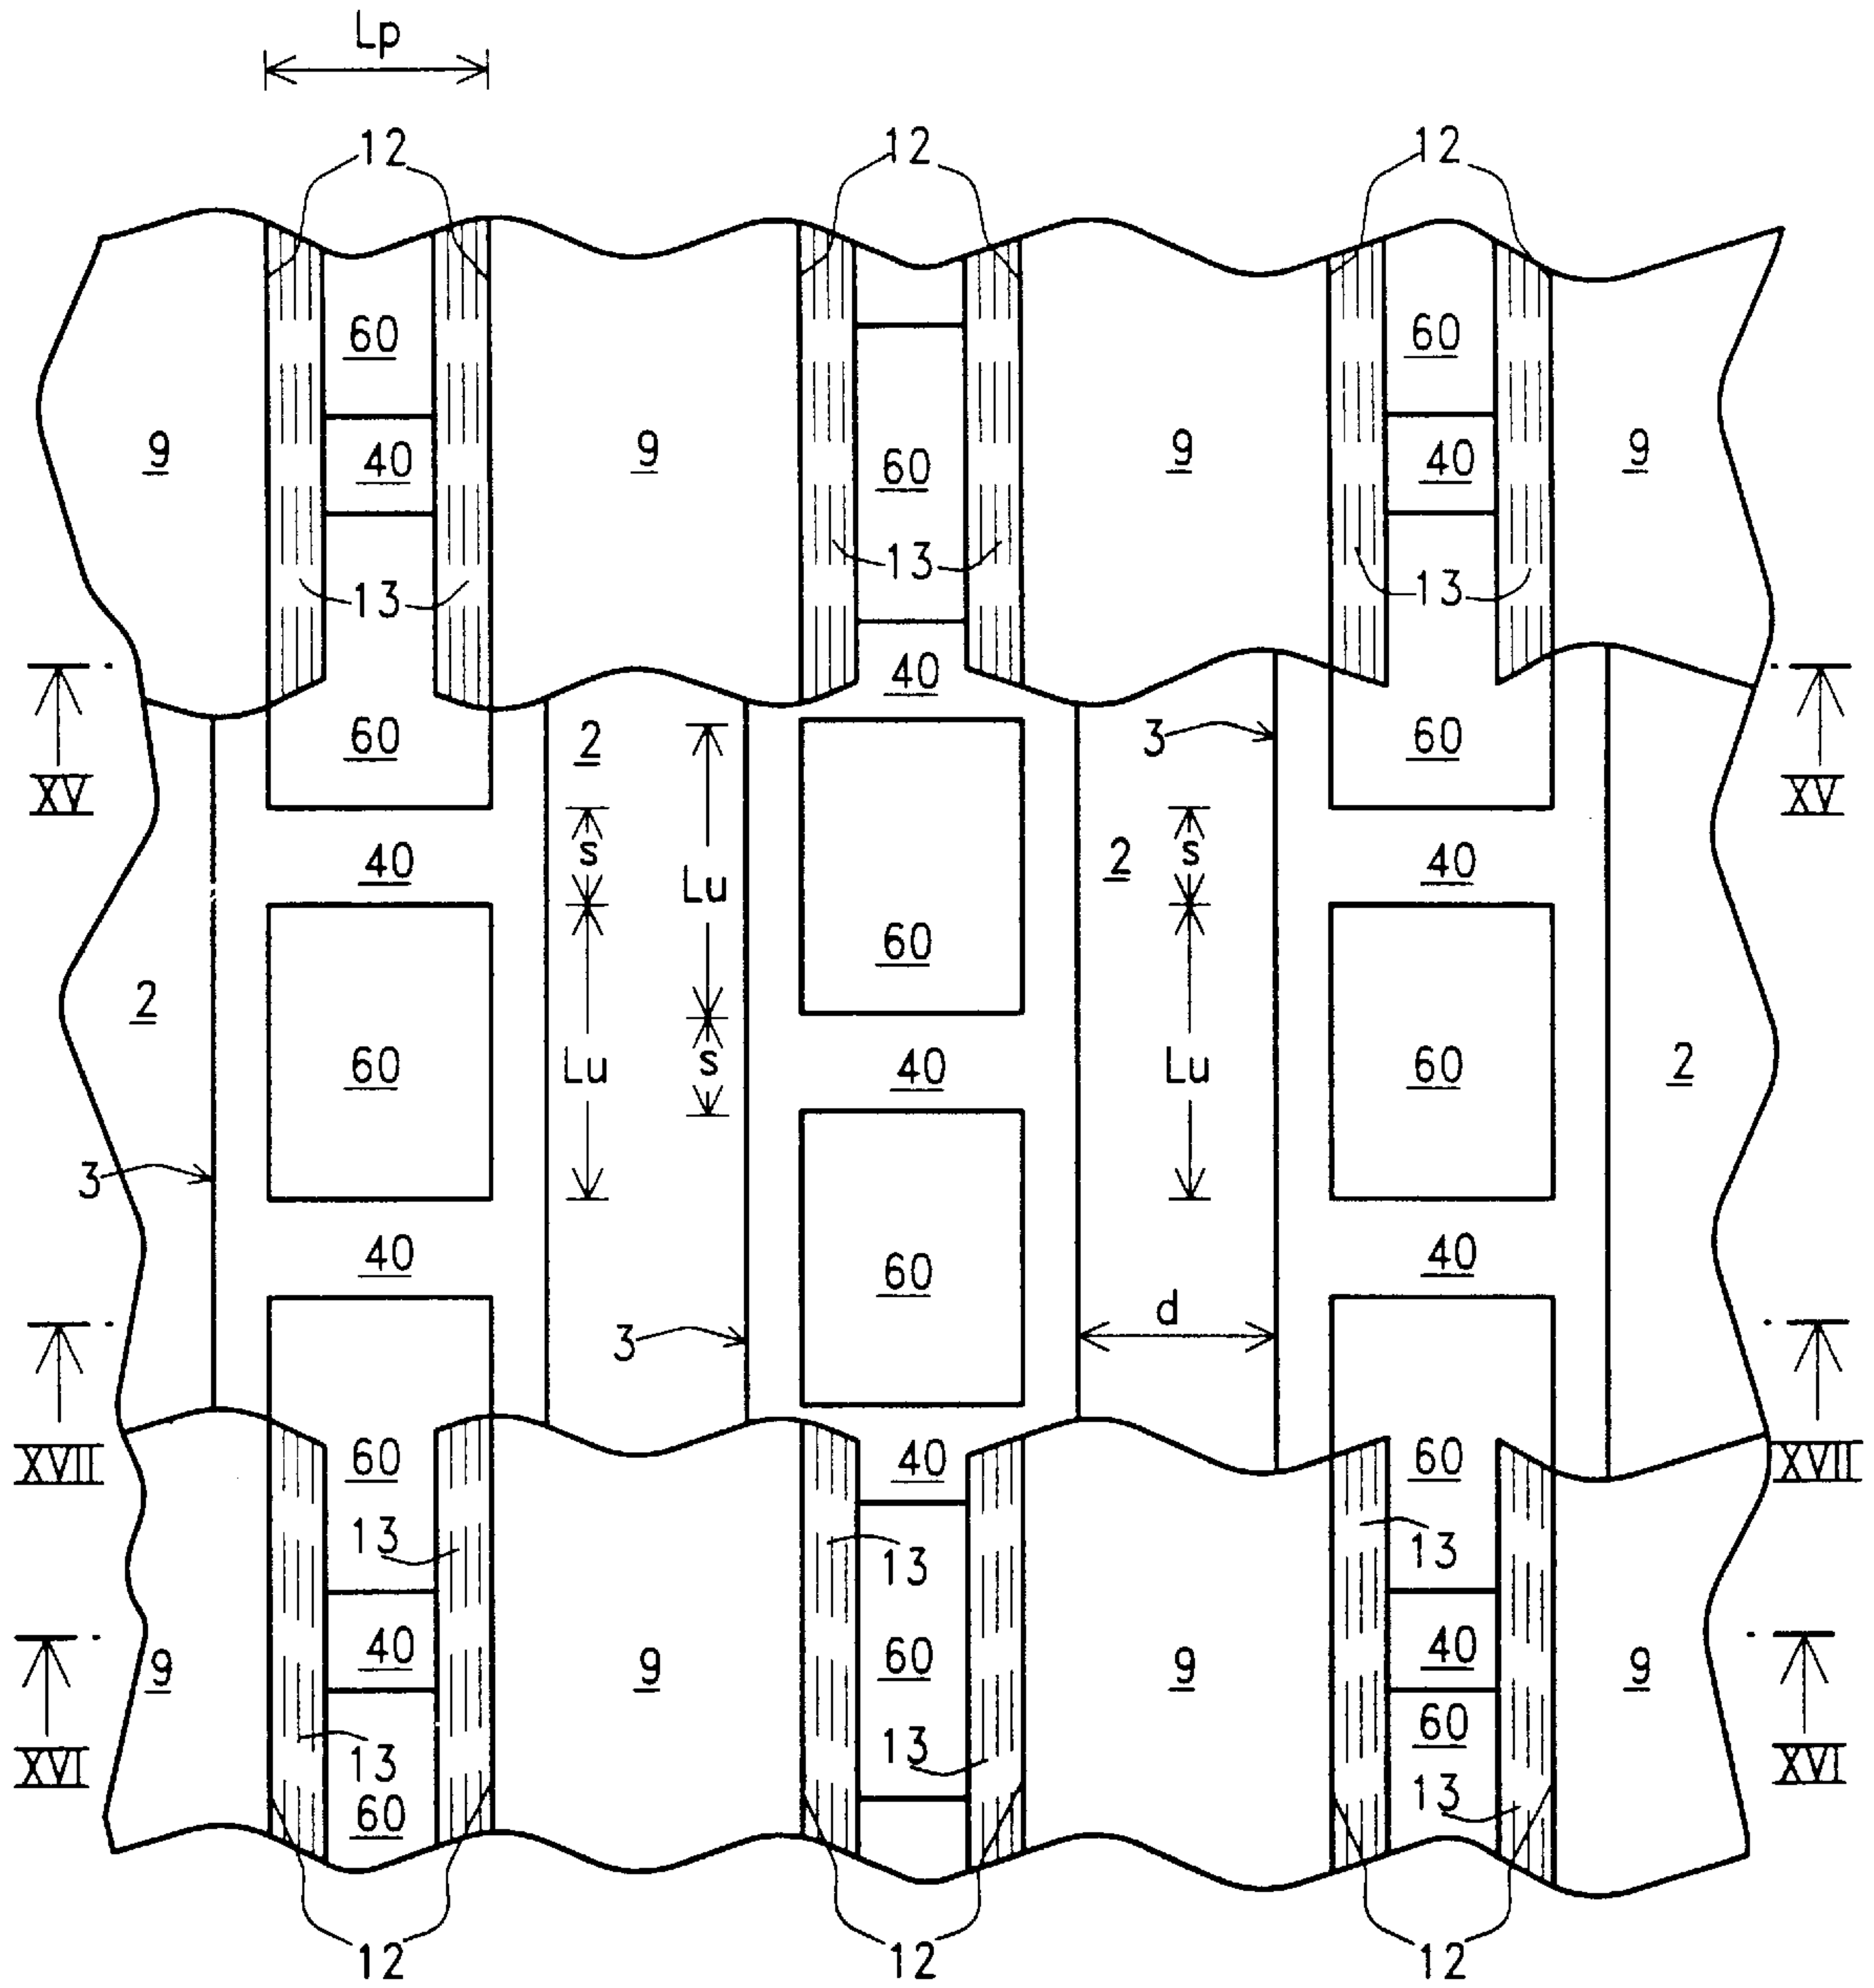 Lp
12 12 12
60 60
9 40 9 60 9 40 9
13 13 13
40
60 2 3 60
XV XV
40 s Lu 2 s 40
60
2 60 Lu s 40 Lu 60 2
3
40 60 40
3 d
XVII 60 40 60 XVII
13 13 13
9 40 9 60 9 40 9
60
XVI 13 13 13 XVI
60
12 12 12